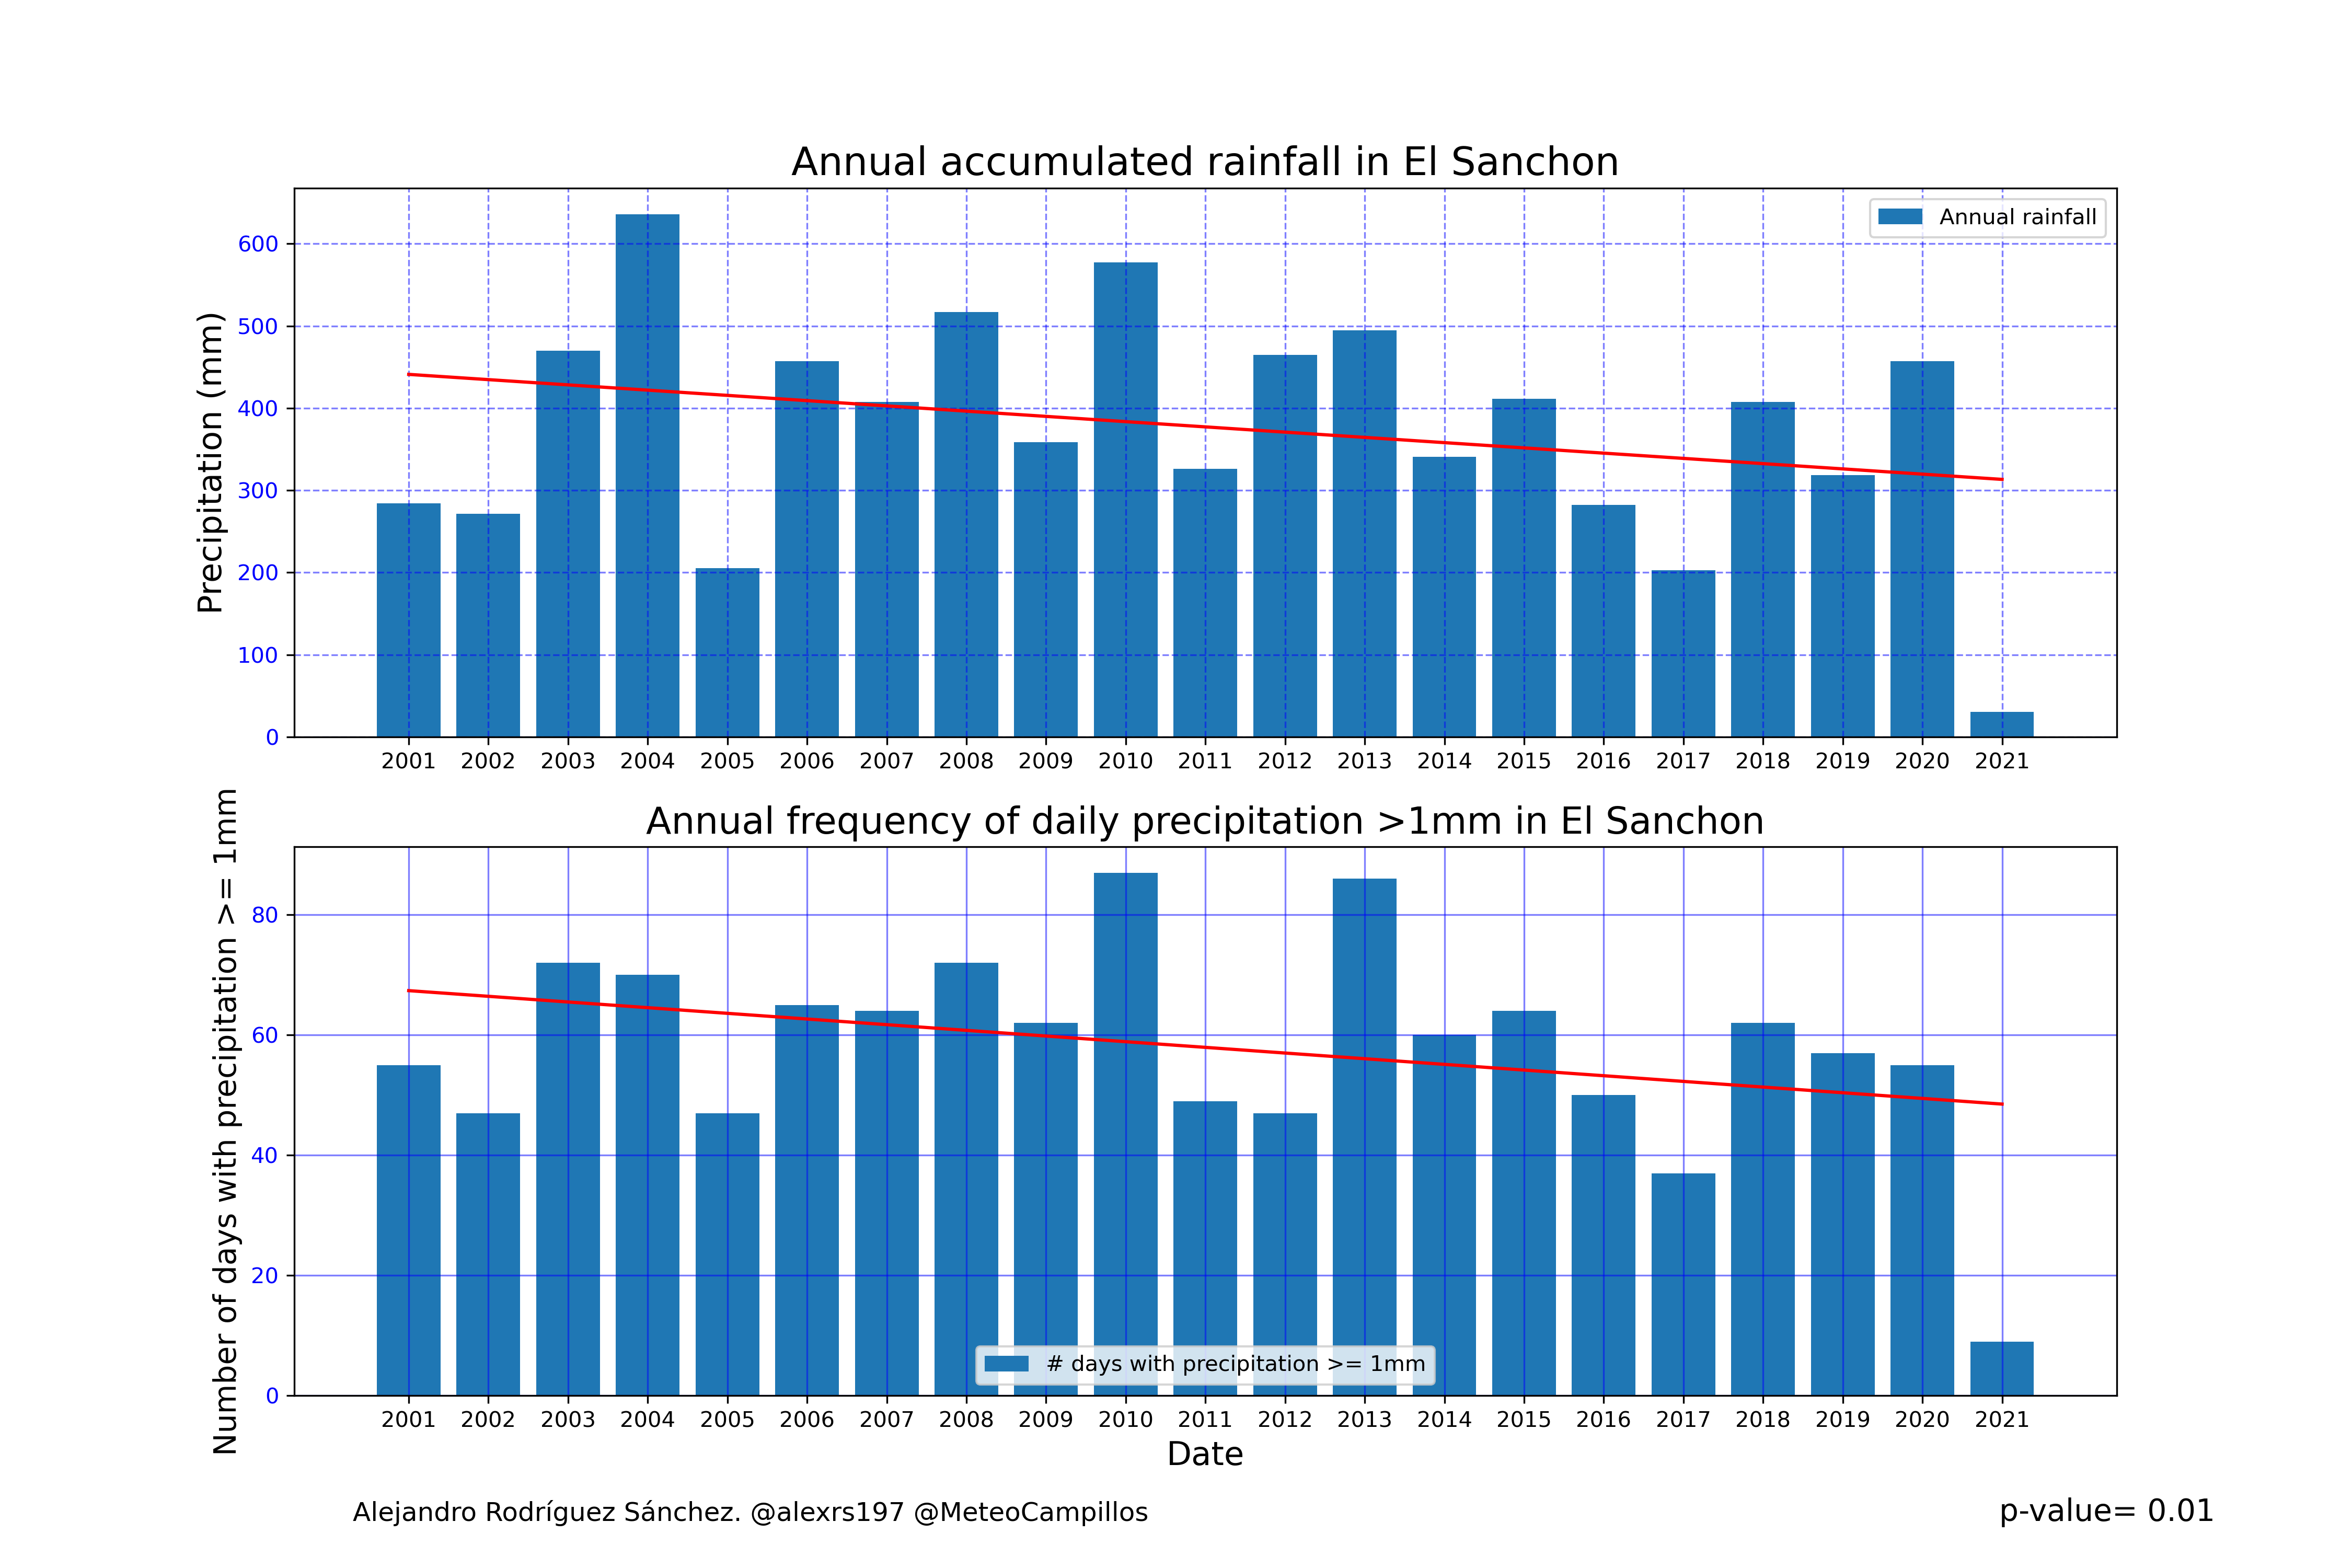 Annual accumulated rainfall in El Sanchon
Annual rainfall
Precipitation (mm)
600
500
400
300
200
100
0
2001 2002 2003 2004 2005 2006 2007 2008 2009 2010 2011 2012 2013 2014 2015 2016 2017 2018 2019 2020 2021
Annual frequency of daily precipitation >1mm in El Sanchon
Number of days with precipitation >= 1mm
80
60
40
20
0
# days with precipitation >= 1mm
2001 2002 2003 2004 2005 2006 2007 2008 2009 2010 2011 2012 2013 2014 2015 2016 2017 2018 2019 2020 2021
Date
Alejandro Rodríguez Sánchez. @alexrs197 @MeteoCampillos
p-value= 0.01